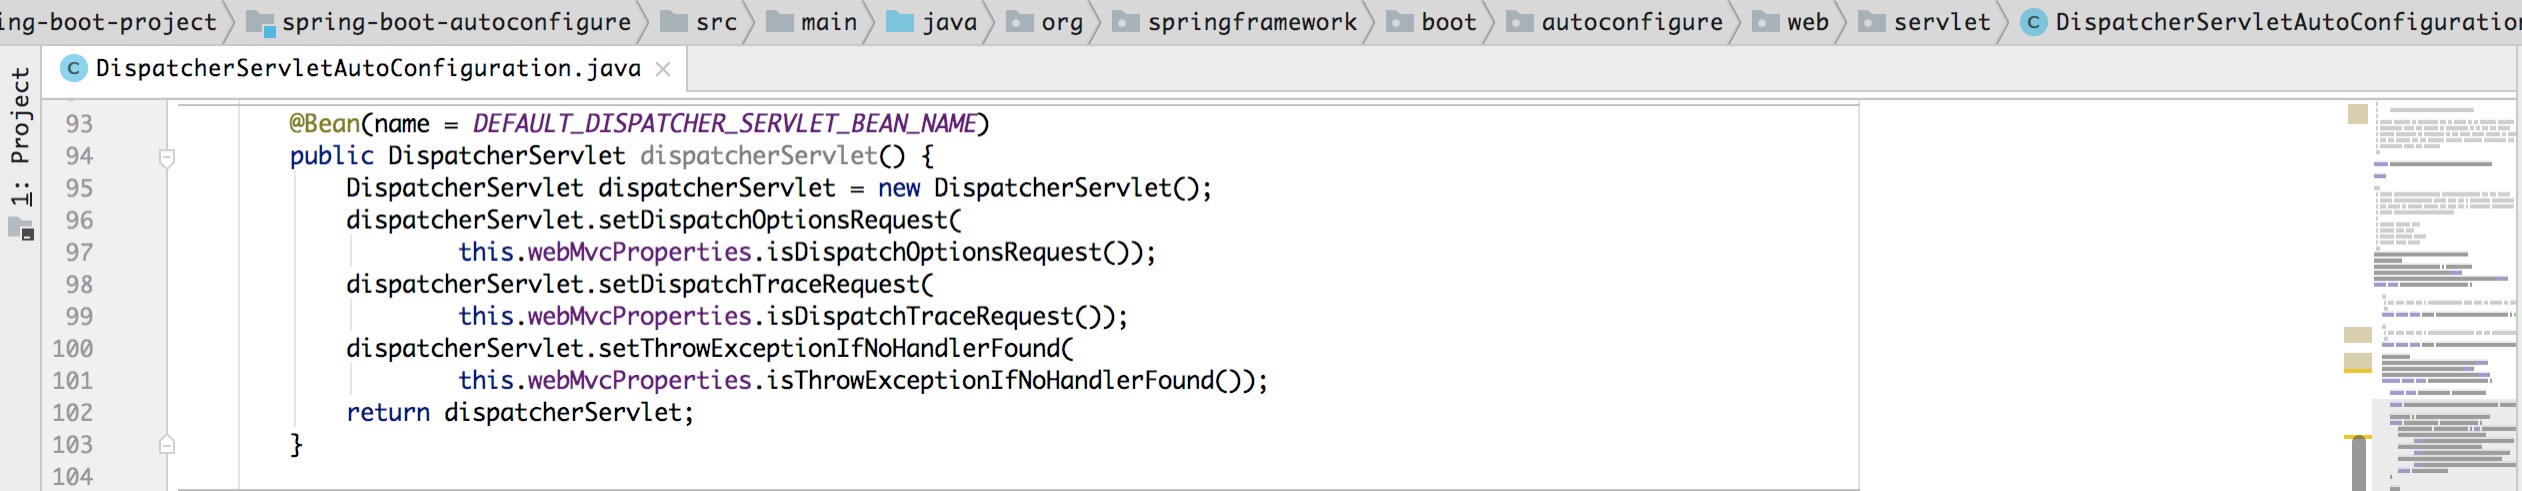 ing-boot-project spring-boot-autoconfigure src main java org springframework boot autoconfigure web servlet C DispatcherServletAutoConfiguration
C DispatcherServletAutoConfiguration.java
1: Project
93 @Bean(name = DEFAULT_DISPATCHER_SERVLET_BEAN_NAME)
94 public DispatcherServlet dispatcherServlet() {
95 DispatcherServlet dispatcherServlet = new DispatcherServlet();
96 dispatcherServlet.setDispatchOptionsRequest(
97 this.webMvcProperties.isDispatchOptionsRequest());
98 dispatcherServlet.setDispatchTraceRequest(
99 this.webMvcProperties.isDispatchTraceRequest());
100 dispatcherServlet.setThrowExceptionIfNoHandlerFound(
101 this.webMvcProperties.isThrowExceptionIfNoHandlerFound());
102 return dispatcherServlet;
103 }
104